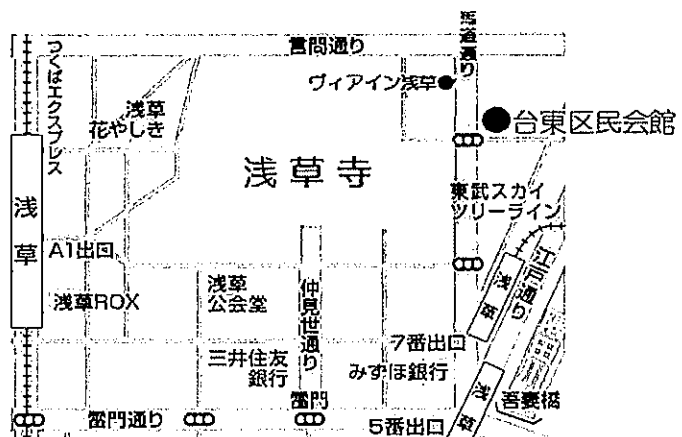 馬道通り
言問通り
つくばエクスプレス
ヴィアイン浅草
浅草
花やしき
台東区民会館
浅草寺
東武スカイ
ツリーライン
浅草
A1出口
浅草ROX
浅草
公会堂
仲見世通り
浅草
江戸通り
7番出口
三井住友
銀行
みずほ銀行
雷門
吾妻橋
雷門通り
5番出口
浅草